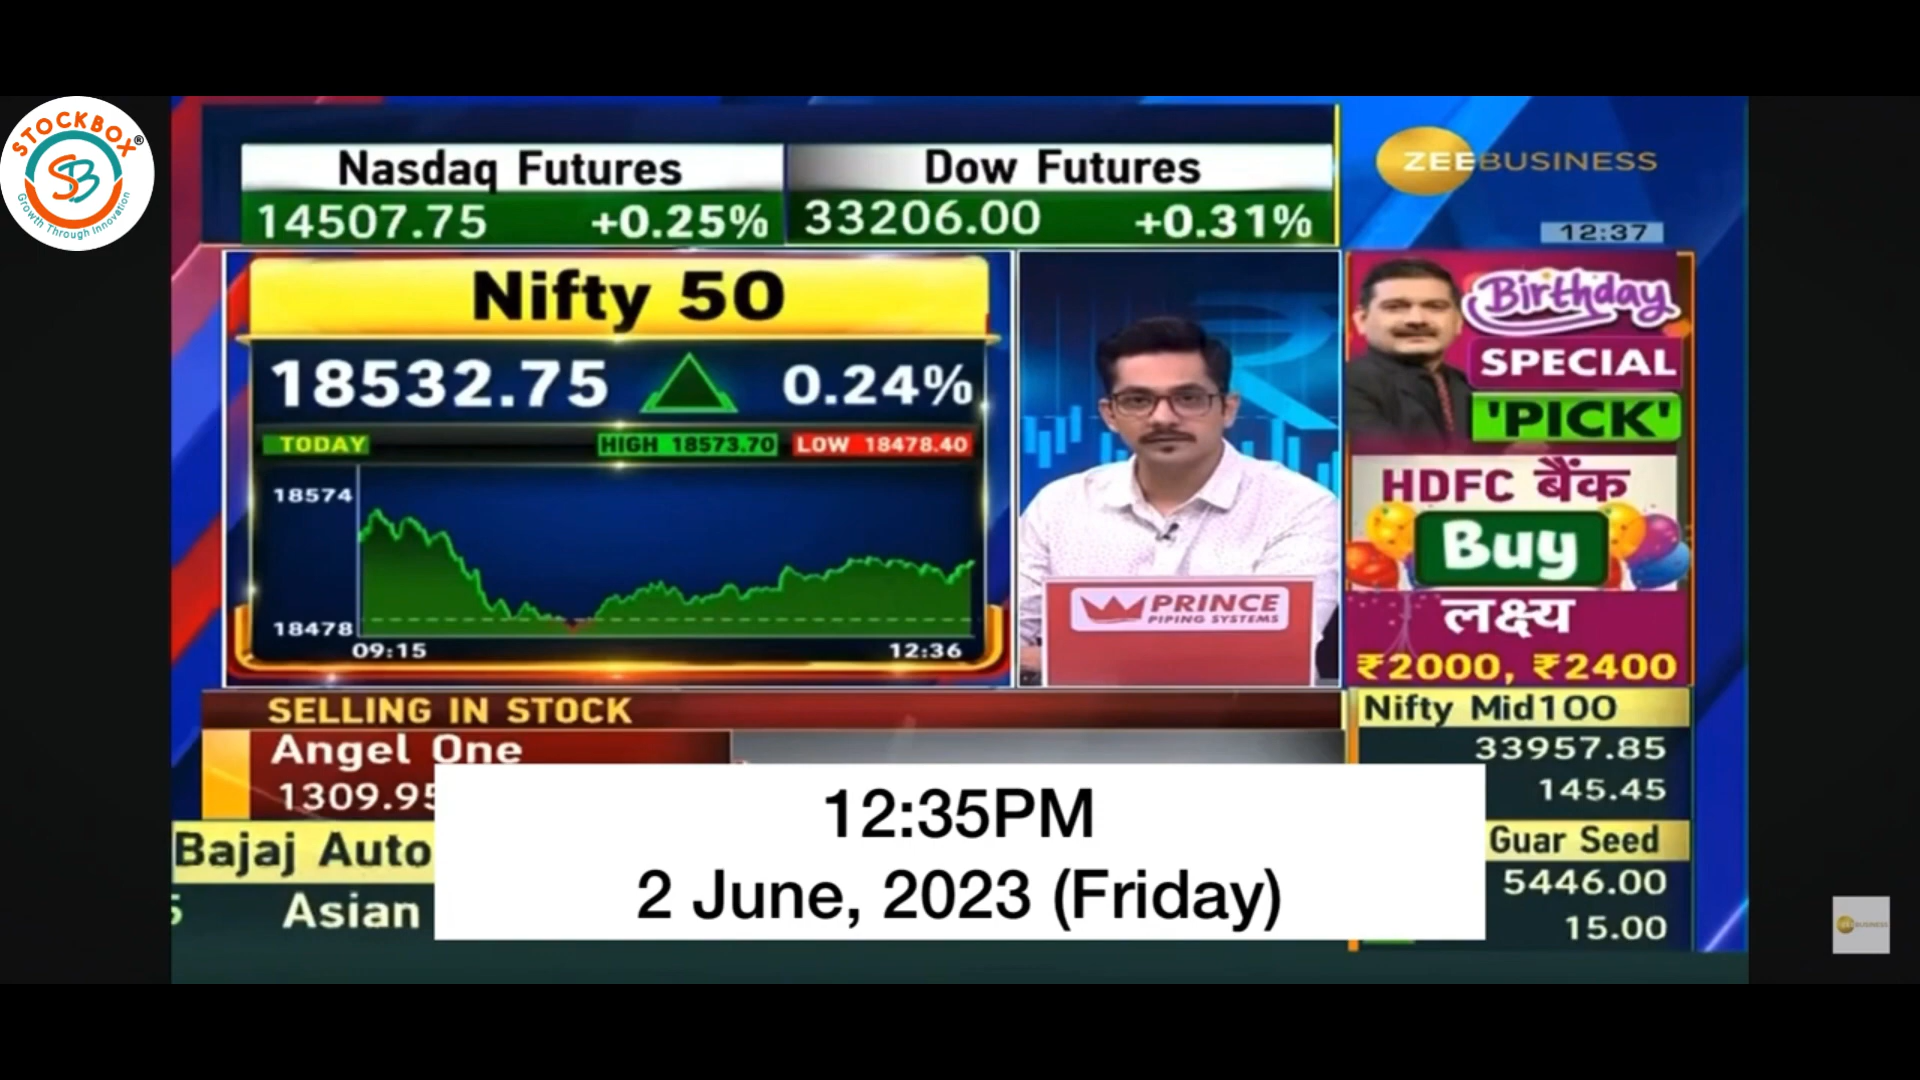 STOCKBOX®
SB
Growth Through Innovation
Nasdaq Futures
14507.75 +0.25%
Dow Futures
33206.00 +0.31%
ZEEBUSINESS
12:37
Nifty 50
18532.75 0.24%
TODAY HIGH 18573.70 LOW 18478.40
18574
18478
09:15 12:36
PRINCE
PIPING SYSTEMS
Birthday
SPECIAL
'PICK'
HDFC बैंक
Buy
लक्ष्य
₹2000, ₹2400
SELLING IN STOCK
Angel One
1309.95
Nifty Mid100
33957.85
145.45
Bajaj Auto
Asian
Guar Seed
5446.00
15.00
12:35PM
2 June, 2023 (Friday)
ZEEBUSINESS